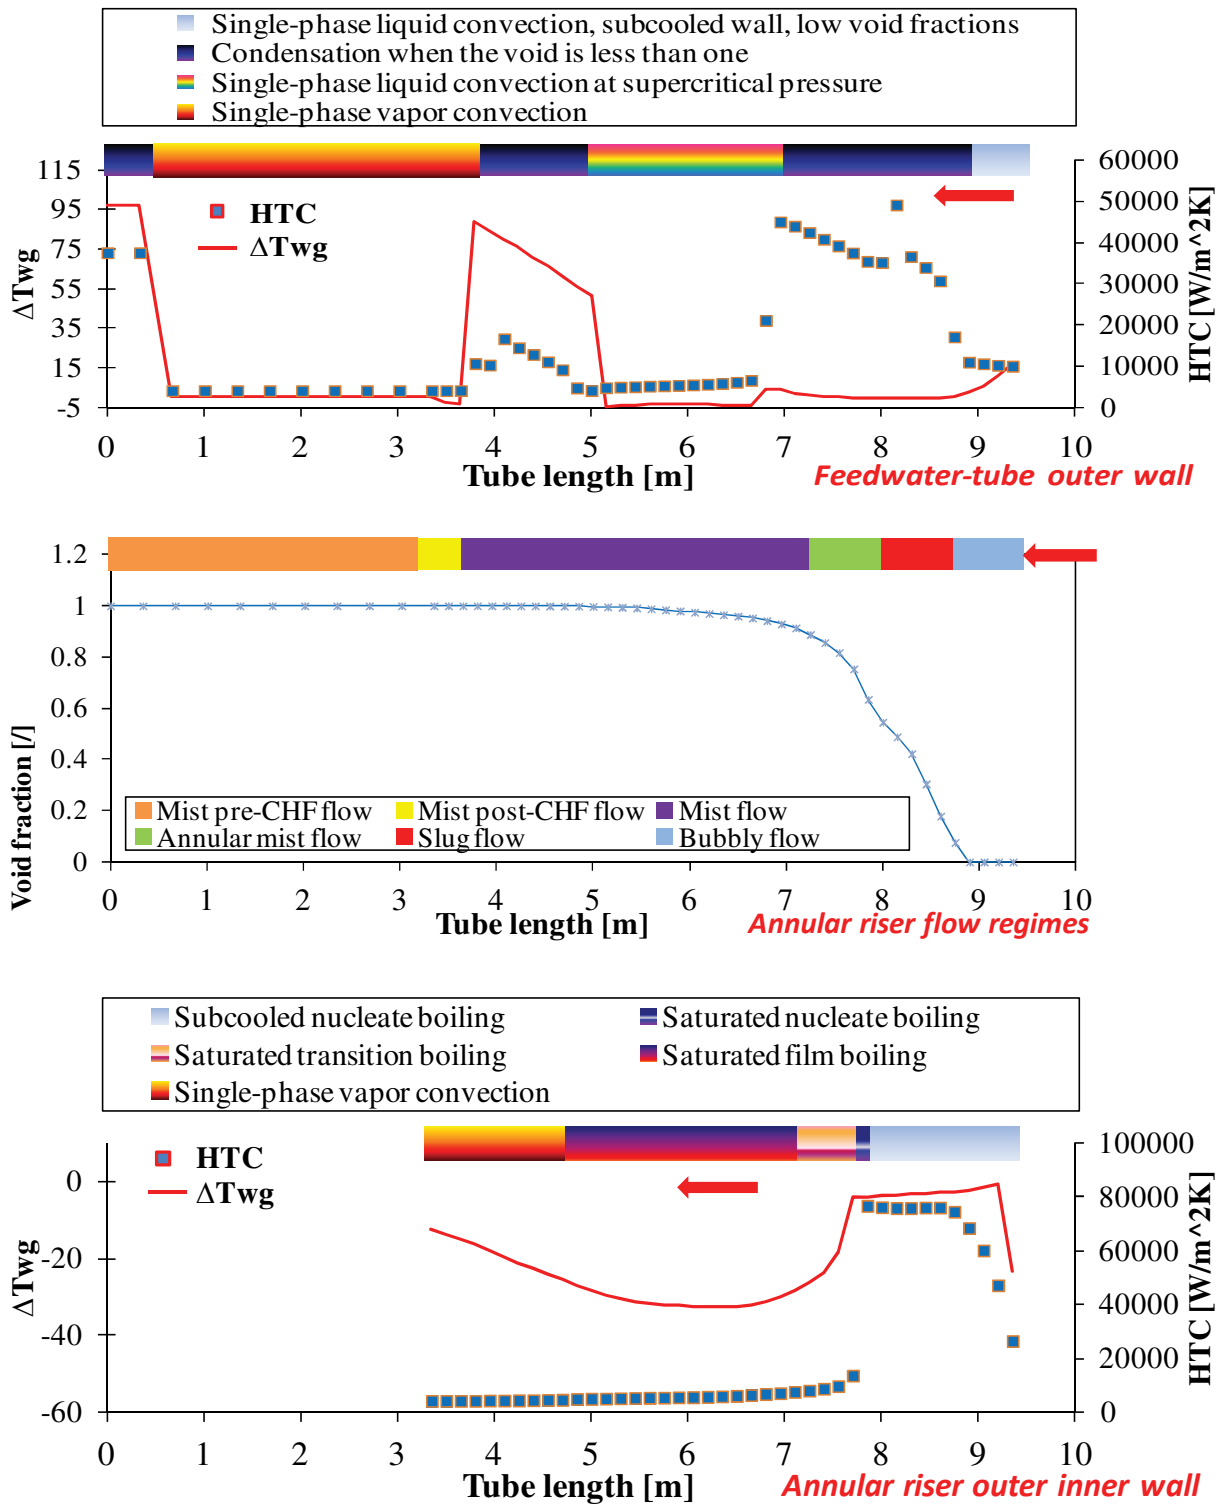 Single-phase liquid convection, subcooled wall, low void fractions
Condensation when the void is less than one
Single-phase liquid convection at supercritical pressure
Single-phase vapor convection
115
95
75
55
35
15
-5
ΔTwg
HTC
ΔTwg
60000
50000
40000
30000
20000
10000
0
HTC [W/m^2K]
0 1 2 3 4 5 6 7 8 9 10
Tube length [m]
Feedwater-tube outer wall
1.2
1
0.8
0.6
0.4
0.2
0
Void fraction [/]
Mist pre-CHF flow Mist post-CHF flow Mist flow
Annular mist flow Slug flow Bubbly flow
0 1 2 3 4 5 6 7 8 9 10
Tube length [m]
Annular riser flow regimes
Subcooled nucleate boiling Saturated nucleate boiling
Saturated transition boiling Saturated film boiling
Single-phase vapor convection
0
-20
-40
-60
ΔTwg
HTC
ΔTwg
100000
80000
60000
40000
20000
0
HTC [W/m^2K]
0 1 2 3 4 5 6 7 8 9 10
Tube length [m]
Annular riser outer inner wall